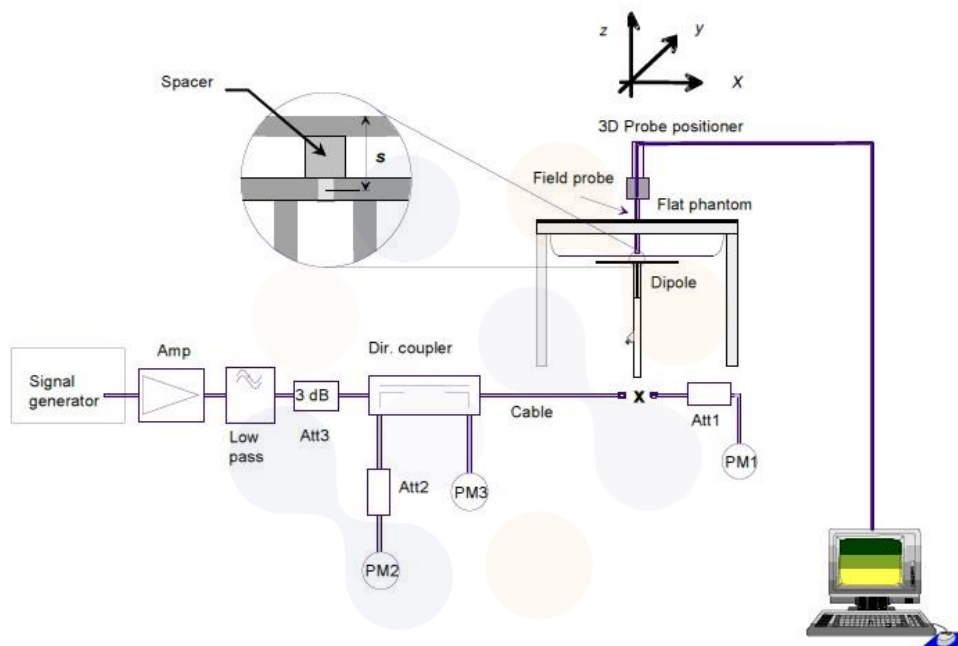 z
y
X
Spacer
s
3D Probe positioner
Field probe
Flat phantom
Dipole
Signal
generator
Amp
Low
pass
3 dB
Att3
Dir. coupler
Att2
PM2
PM3
Cable
x
Att1
PM1